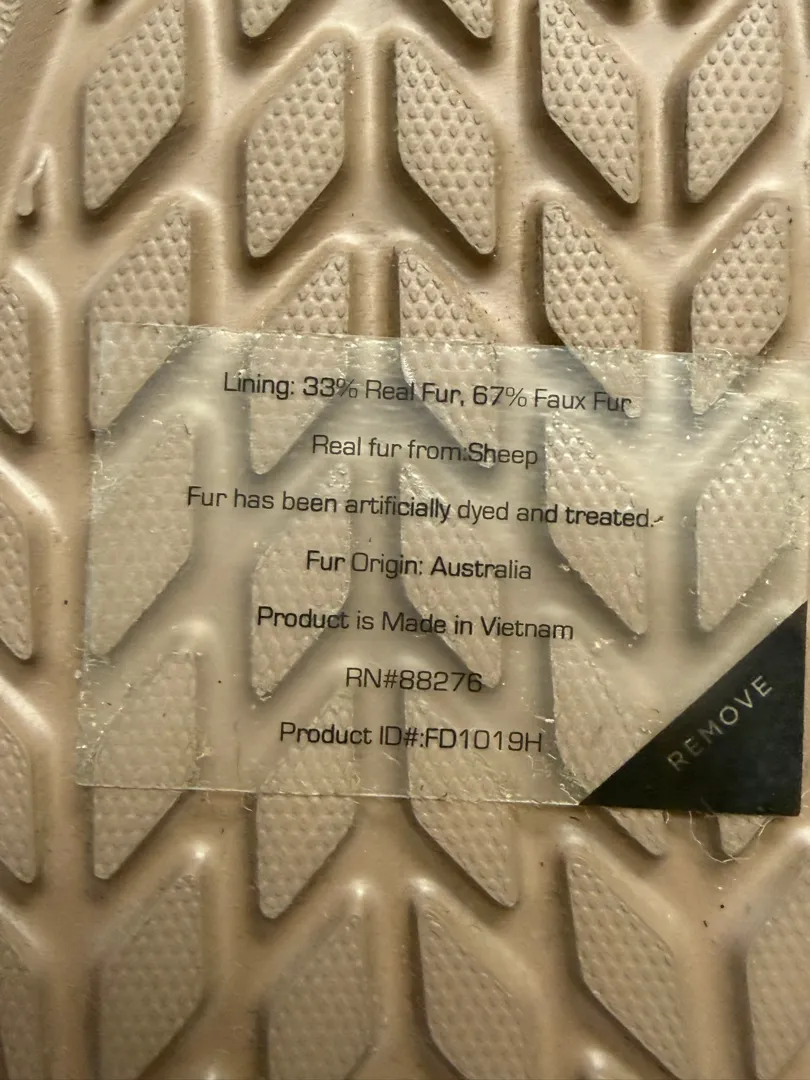 Lining: 33% Real Fur, 67% Faux Fur
Real fur from:Sheep
Fur has been artificially dyed and treated.
Fur Origin: Australia
Product is Made in Vietnam
RN#88276
Product ID#:FD1019H
REMOVE